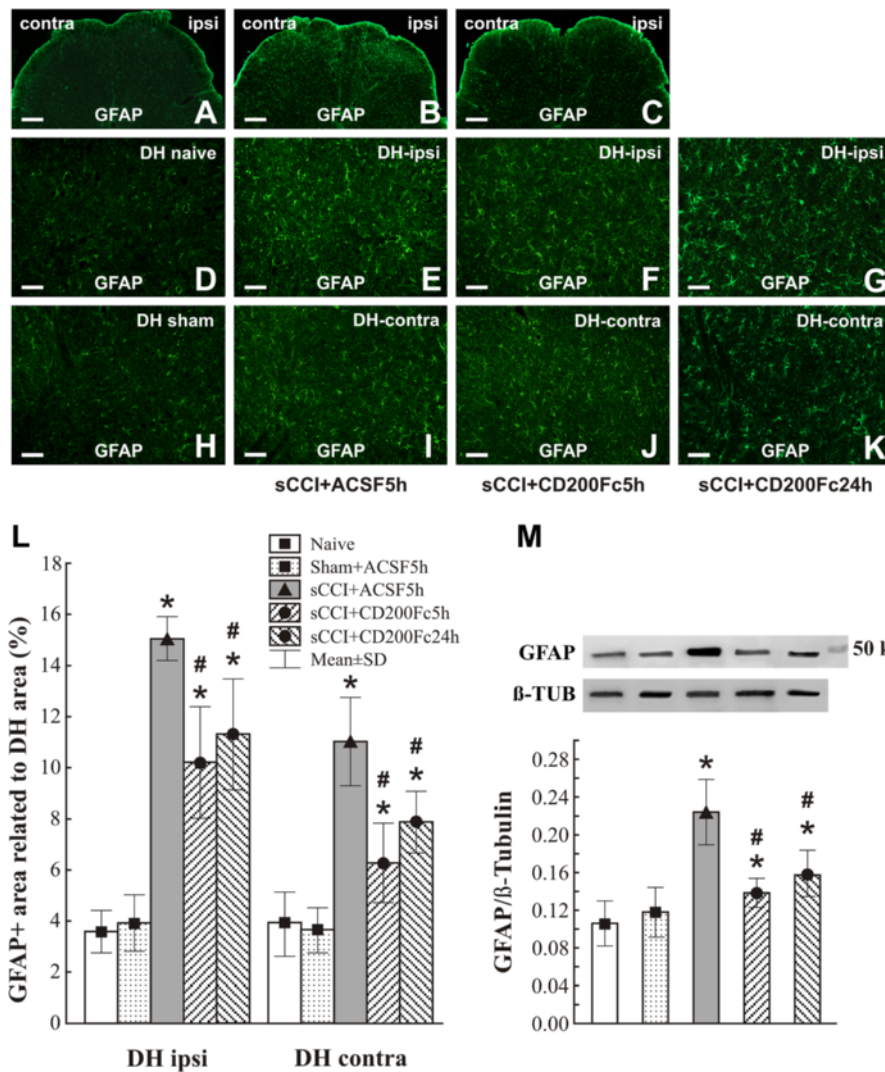 contra ipsi GFAP A
contra ipsi GFAP B
contra ipsi GFAP C
DH naive GFAP D
DH-ipsi GFAP E
DH-ipsi GFAP F
DH-ipsi GFAP G
DH sham GFAP H
DH-contra GFAP I
DH-contra GFAP J
DH-contra GFAP K
sCCI+ACSF5h sCCI+CD200Fc5h sCCI+CD200Fc24h
L
GFAP+ area related to DH area (%)
18
16
14
12
10
8
6
4
2
0
Naive
Sham+ACSF5h
sCCI+ACSF5h
sCCI+CD200Fc5h
sCCI+CD200Fc24h
Mean±SD
*
#
*
#
*
*
#
*
#
*
DH ipsi DH contra
M
GFAP 50 k
ß-TUB
GFAP/ß-Tubulin
0.28
0.24
0.20
0.16
0.12
0.08
0.04
0.00
*
#
*
#
*